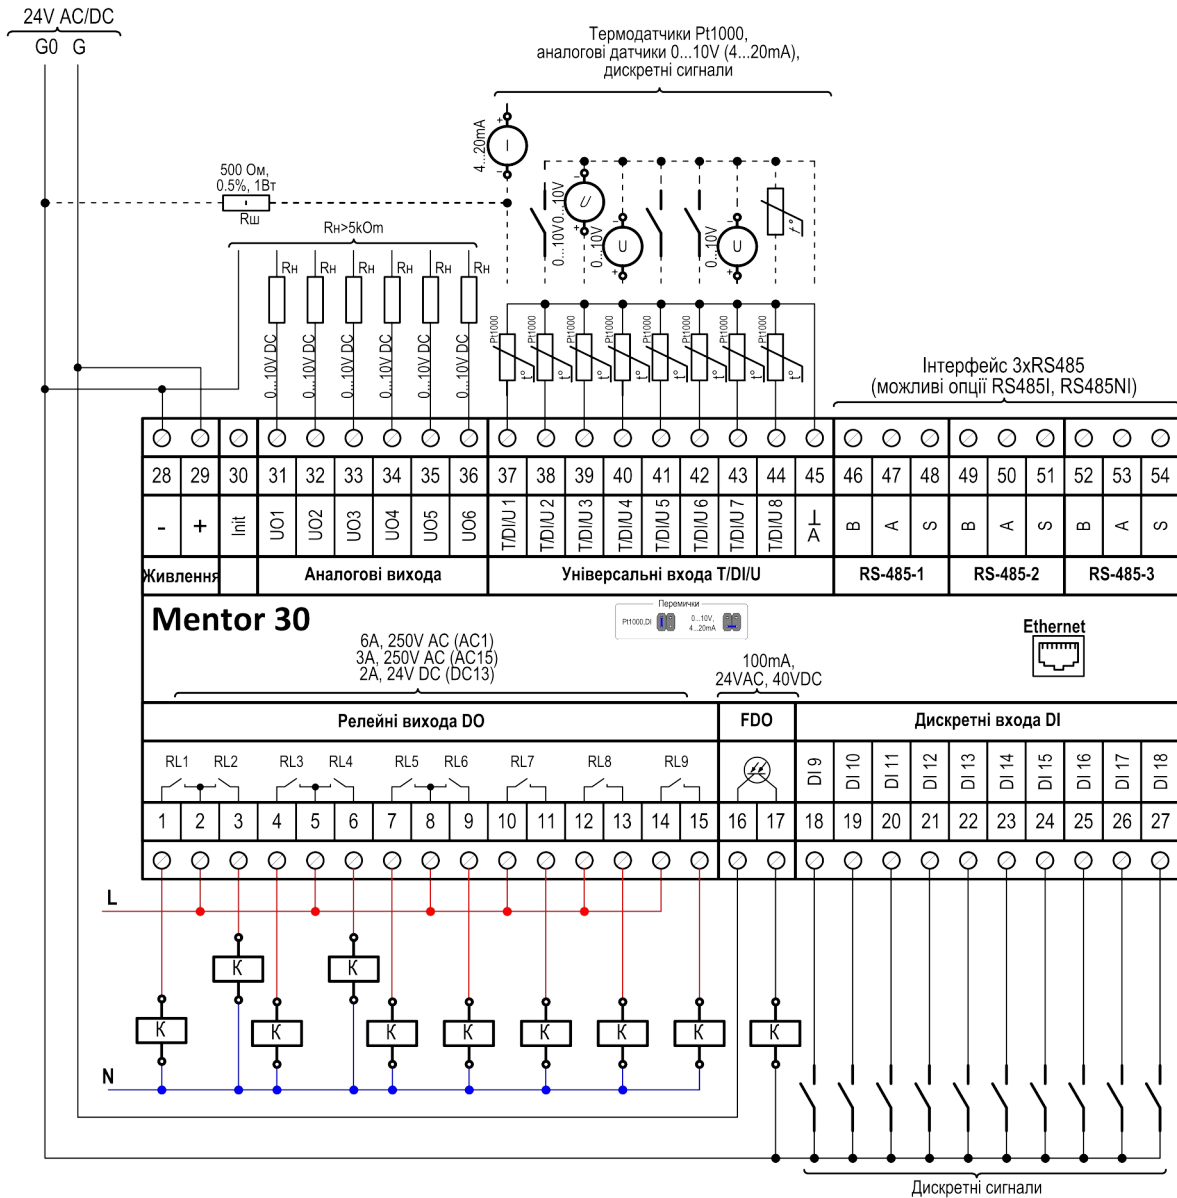 24V AC/DC
G0 G
Термодатчики Pt1000,
аналогові датчики 0...10V (4...20mA),
дискретні сигнали
4...20mA
I
500 Ом,
0.5%, 1Вт
Rш
Rн>5kОm
Rн Rн Rн Rн Rн Rн
0...10V DC 0...10V DC 0...10V DC 0...10V DC 0...10V DC 0...10V DC
0...10V 0...10V 0...10V 0...10V
U U U
t°
Pt1000 Pt1000 Pt1000 Pt1000 Pt1000 Pt1000 Pt1000 Pt1000
t° t° t° t° t° t° t° t°
Інтерфейс 3xRS485
(можливі опції RS485I, RS485NI)
28 29 30 31 32 33 34 35 36 37 38 39 40 41 42 43 44 45 46 47 48 49 50 51 52 53 54
- + Init UO1 UO2 UO3 UO4 UO5 UO6 T/DI/U 1 T/DI/U 2 T/DI/U 3 T/DI/U 4 T/DI/U 5 T/DI/U 6 T/DI/U 7 T/DI/U 8 A B A S B A S B A S
Живлення Аналогові вихода Універсальні входа T/DI/U RS-485-1 RS-485-2 RS-485-3
Mentor 30
Перемички
Pt1000,DI 0...10V,
4...20mA
Ethernet
6A, 250V AC (AC1)
3A, 250V AC (AC15)
2A, 24V DC (DC13)
100mA,
24VAC, 40VDC
Релейні вихода DO FDO Дискретні входа DI
RL1 RL2 RL3 RL4 RL5 RL6 RL7 RL8 RL9
DI 9 DI 10 DI 11 DI 12 DI 13 DI 14 DI 15 DI 16 DI 17 DI 18
1 2 3 4 5 6 7 8 9 10 11 12 13 14 15 16 17 18 19 20 21 22 23 24 25 26 27
L
K K
K K K K K K K K
N
Дискретні сигнали